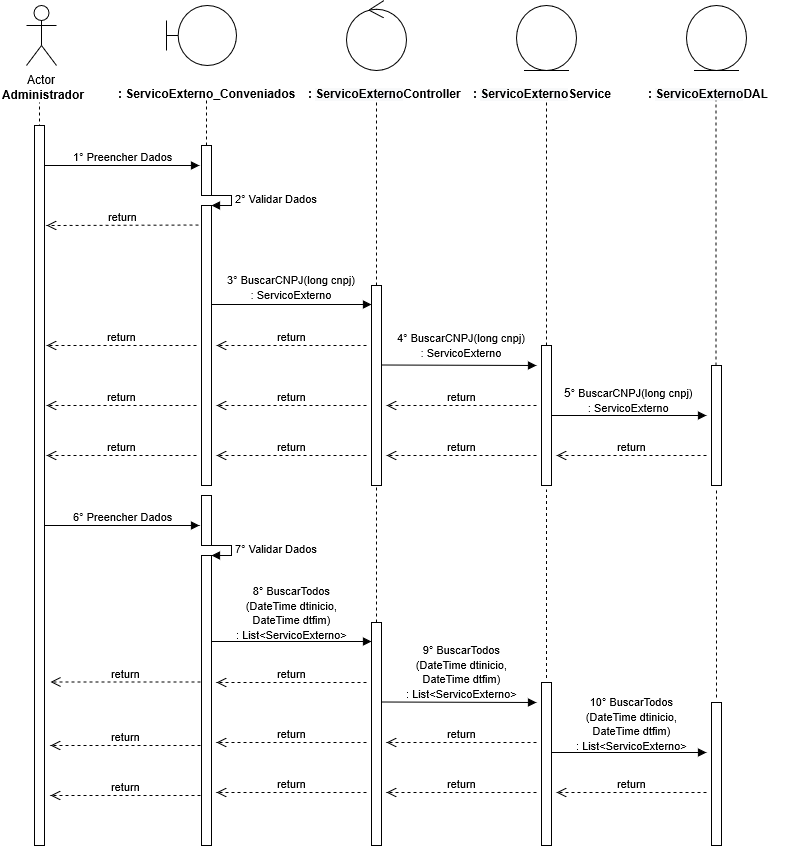 Actor
Administrador
: ServicoExterno_Conveniados
: ServicoExternoController
: ServicoExternoService
: ServicoExternoDAL
1° Preencher Dados
2° Validar Dados
return
3° BuscarCNPJ(long cnpj)
: ServicoExterno
return
return
4° BuscarCNPJ(long cnpj)
: ServicoExterno
return
return
return
5° BuscarCNPJ(long cnpj)
: ServicoExterno
return
return
return
return
6° Preencher Dados
7° Validar Dados
8° BuscarTodos
(DateTime dtinicio,
DateTime dtfim)
: List<ServicoExterno>
return
return
9° BuscarTodos
(DateTime dtinicio,
DateTime dtfim)
: List<ServicoExterno>
return
return
return
10° BuscarTodos
(DateTime dtinicio,
DateTime dtfim)
: List<ServicoExterno>
return
return
return
return